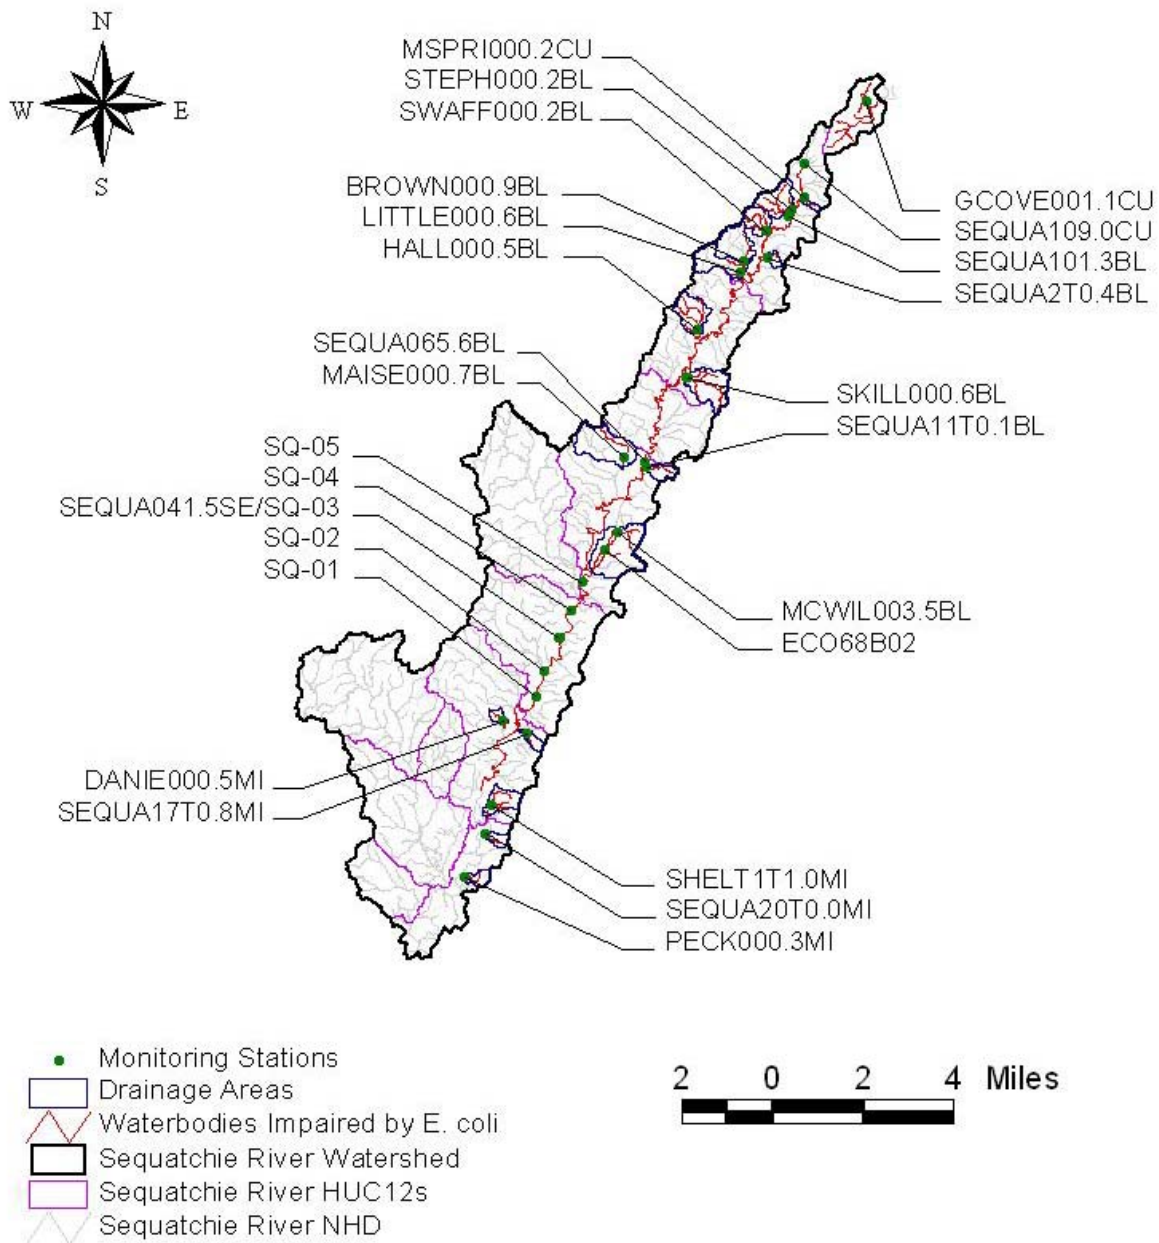 N
W
E
S
MSPRI000.2CU
STEPH000.2BL
SWAFF000.2BL
BROWN000.9BL
LITTLE000.6BL
HALL000.5BL
GCOVE001.1CU
SEQUA109.0CU
SEQUA101.3BL
SEQUA2T0.4BL
SEQUA065.6BL
MAISE000.7BL
SKILL000.6BL
SEQUA11T0.1BL
SQ-05
SQ-04
SEQUA041.5SE/SQ-03
SQ-02
SQ-01
MCWIL003.5BL
ECO68B02
DANIE000.5MI
SEQUA17T0.8MI
SHELT1T1.0MI
SEQUA20T0.0MI
PECK000.3MI
Monitoring Stations
Drainage Areas
Waterbodies Impaired by E. coli
Sequatchie River Watershed
Sequatchie River HUC12s
Sequatchie River NHD
2 0 2 4 Miles